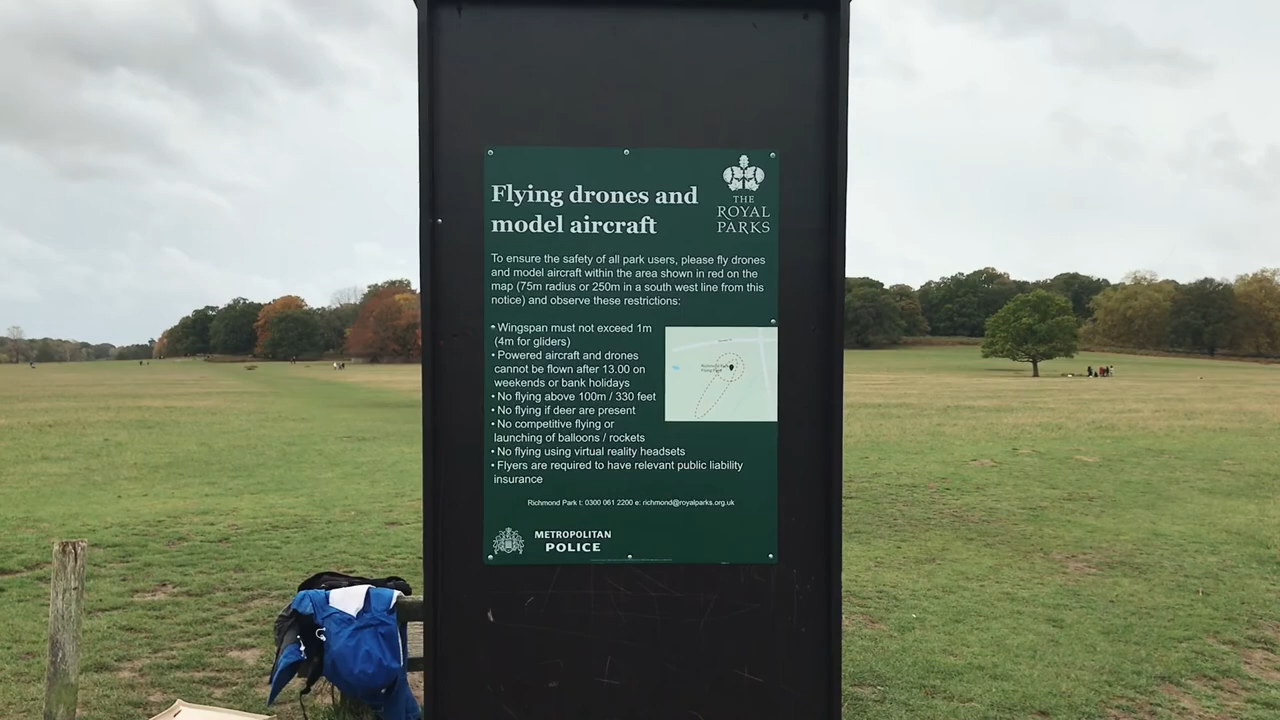 Flying drones and
model aircraft
THE
ROYAL
PARKS
To ensure the safety of all park users, please fly drones
and model aircraft within the area shown in red on the
map (75m radius or 250m in a south west line from this
notice) and observe these restrictions:
• Wingspan must not exceed 1m
(4m for gliders)
• Powered aircraft and drones
cannot be flown after 13.00 on
weekends or bank holidays
• No flying above 100m / 330 feet
• No flying if deer are present
• No competitive flying or
launching of balloons / rockets
• No flying using virtual reality headsets
• Flyers are required to have relevant public liability
insurance
Richmond Park t: 0300 061 2200 e: richmond@royalparks.org.uk
METROPOLITAN
POLICE